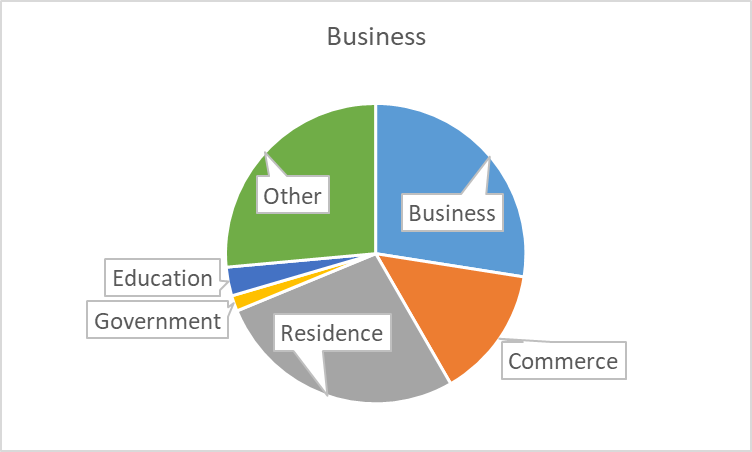 Business
Other
Business
Education
Government
Residence
Commerce